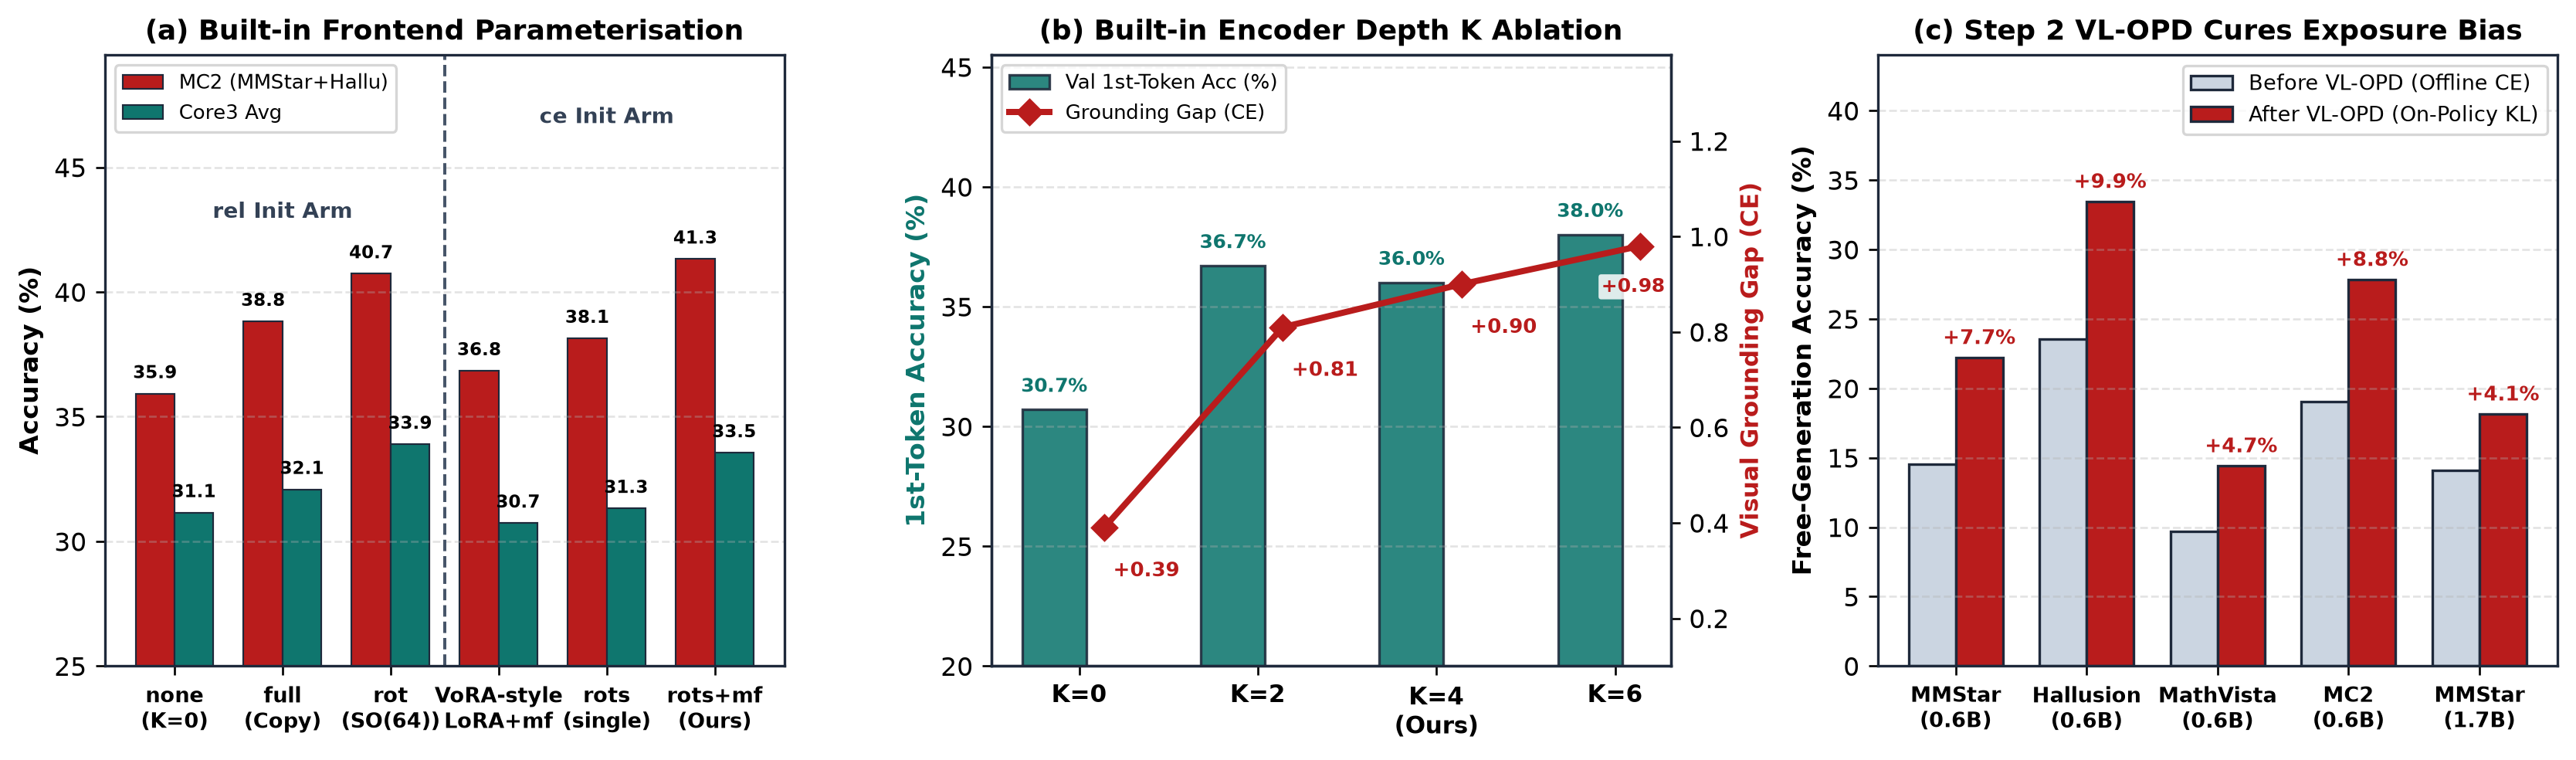 (a) Built-in Frontend Parameterisation
MC2 (MMStar+Hallu)
Core3 Avg
rel Init Arm
ce Init Arm
Accuracy (%)
45
40
35
30
25
35.9
31.1
38.8
32.1
40.7
33.9
36.8
30.7
38.1
31.3
41.3
33.5
none
(K=0)
full
(Copy)
rot
(SO(64))
VoRA-style
LoRA+mf
rots
(single)
rots+mf
(Ours)
(b) Built-in Encoder Depth K Ablation
Val 1st-Token Acc (%)
Grounding Gap (CE)
1st-Token Accuracy (%)
45
40
35
30
25
20
30.7%
36.7%
36.0%
38.0%
+0.39
+0.81
+0.90
+0.98
K=0
K=2
K=4
(Ours)
K=6
1.2
1.0
0.8
0.6
0.4
0.2
Visual Grounding Gap (CE)
(c) Step 2 VL-OPD Cures Exposure Bias
Before VL-OPD (Offline CE)
After VL-OPD (On-Policy KL)
Free-Generation Accuracy (%)
40
35
30
25
20
15
10
5
0
+7.7%
+9.9%
+4.7%
+8.8%
+4.1%
MMStar
(0.6B)
Hallusion
(0.6B)
MathVista
(0.6B)
MC2
(0.6B)
MMStar
(1.7B)